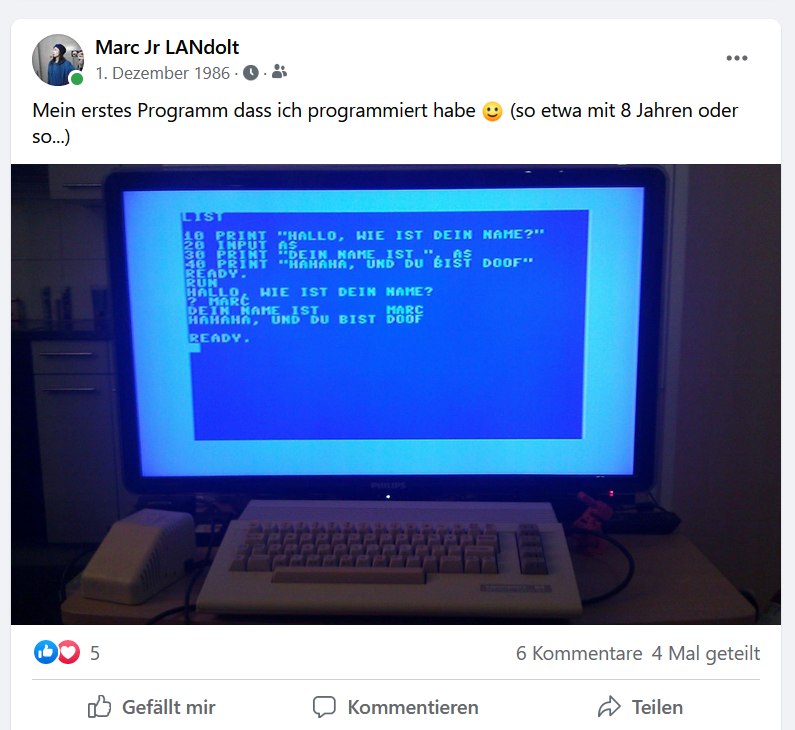 Marc Jr LANdolt
1. Dezember 1986 · ·
Mein erstes Programm dass ich programmiert habe 🙂 (so etwa mit 8 Jahren oder
so...)
LIST
10 PRINT "HALLO, WIE IST DEIN NAME?"
20 INPUT A$
30 PRINT "DEIN NAME IST ", A$
40 PRINT "HAHAHA, UND DU BIST DOOF"
READY.
RUN
HALLO, WIE IST DEIN NAME?
? MARC
DEIN NAME IST MARC
HAHAHA, UND DU BIST DOOF
READY.
PHILIPS
5
6 Kommentare 4 Mal geteilt
Gefällt mir Kommentieren Teilen